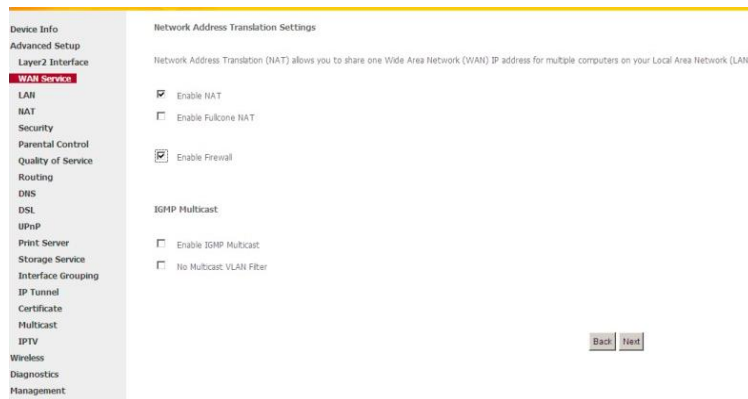 Device Info
Advanced Setup
Layer2 Interface
WAN Service
LAN
NAT
Security
Parental Control
Quality of Service
Routing
DNS
DSL
UPnP
Print Server
Storage Service
Interface Grouping
IP Tunnel
Certificate
Multicast
IPTV
Wireless
Diagnostics
Management
Network Address Translation Settings
Network Address Translation (NAT) allows you to share one Wide Area Network (WAN) IP address for multiple computers on your Local Area Network (LAN
Enable NAT
Enable Fullcone NAT
Enable Firewall
IGMP Multicast
Enable IGMP Multicast
No Multicast VLAN Filter
Back Next